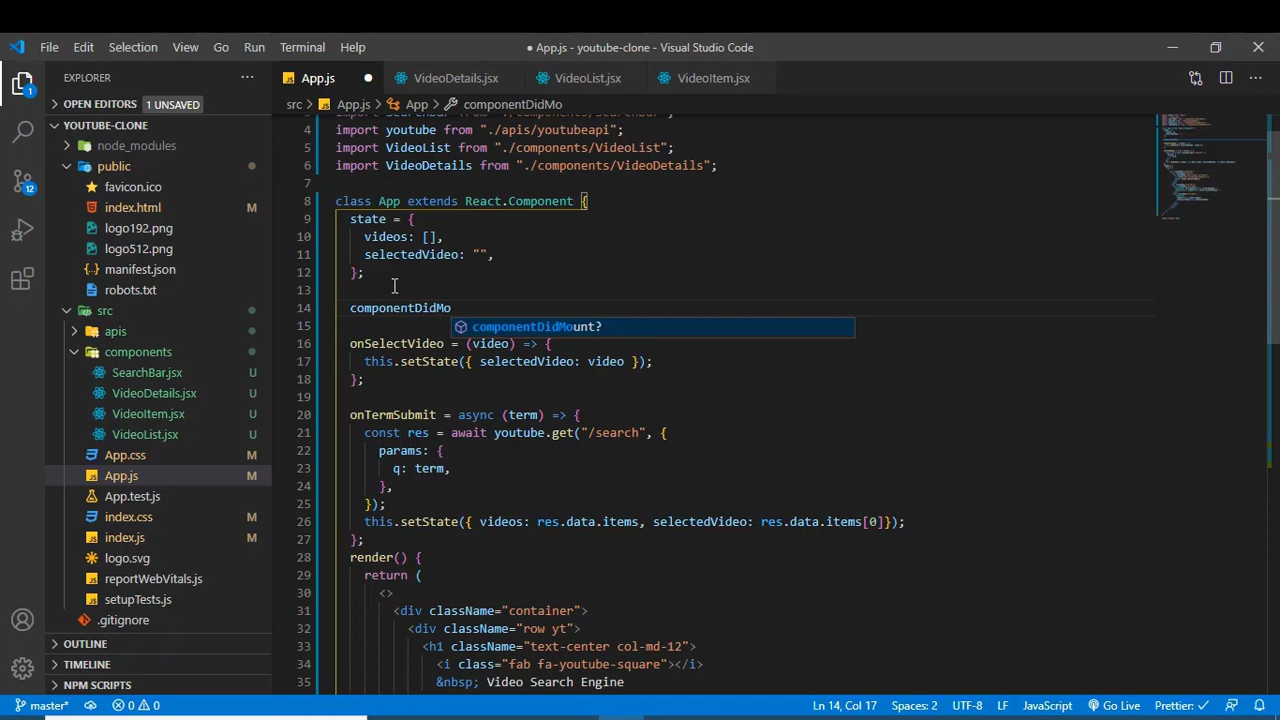 File Edit Selection View Go Run Terminal Help
● App.js - youtube-clone - Visual Studio Code
EXPLORER
OPEN EDITORS 1 UNSAVED
YOUTUBE-CLONE
node_modules
public
favicon.ico
index.html M
logo192.png
logo512.png
manifest.json
robots.txt
src
apis
components
SearchBar.jsx U
VideoDetails.jsx U
VideoItem.jsx U
VideoList.jsx U
App.css M
App.js M
App.test.js
index.css M
index.js M
logo.svg
reportWebVitals.js
setupTests.js
.gitignore
OUTLINE
TIMELINE
NPM SCRIPTS
1
12
App.js VideoDetails.jsx VideoList.jsx VideoItem.jsx
src > App.js > App > componentDidMo
4 import youtube from "./apis/youtubeapi";
5 import VideoList from "./components/VideoList";
6 import VideoDetails from "./components/VideoDetails";
7
8 class App extends React.Component {
9 state = {
10 videos: [],
11 selectedVideo: "",
12 };
13
14 componentDidMo
componentDidMount?
15
16 onSelectVideo = (video) => {
17 this.setState({ selectedVideo: video });
18 };
19
20 onTermSubmit = async (term) => {
21 const res = await youtube.get("/search", {
22 params: {
23 q: term,
24 },
25 });
26 this.setState({ videos: res.data.items, selectedVideo: res.data.items[0]});
27 };
28 render() {
29 return (
30 <>
31 <div className="container">
32 <div className="row yt">
33 <h1 className="text-center col-md-12">
34 <i class="fab fa-youtube-square"></i>
35 &nbsp; Video Search Engine
master* 0 0 Ln 14, Col 17 Spaces: 2 UTF-8 LF JavaScript Go Live Prettier: ✓